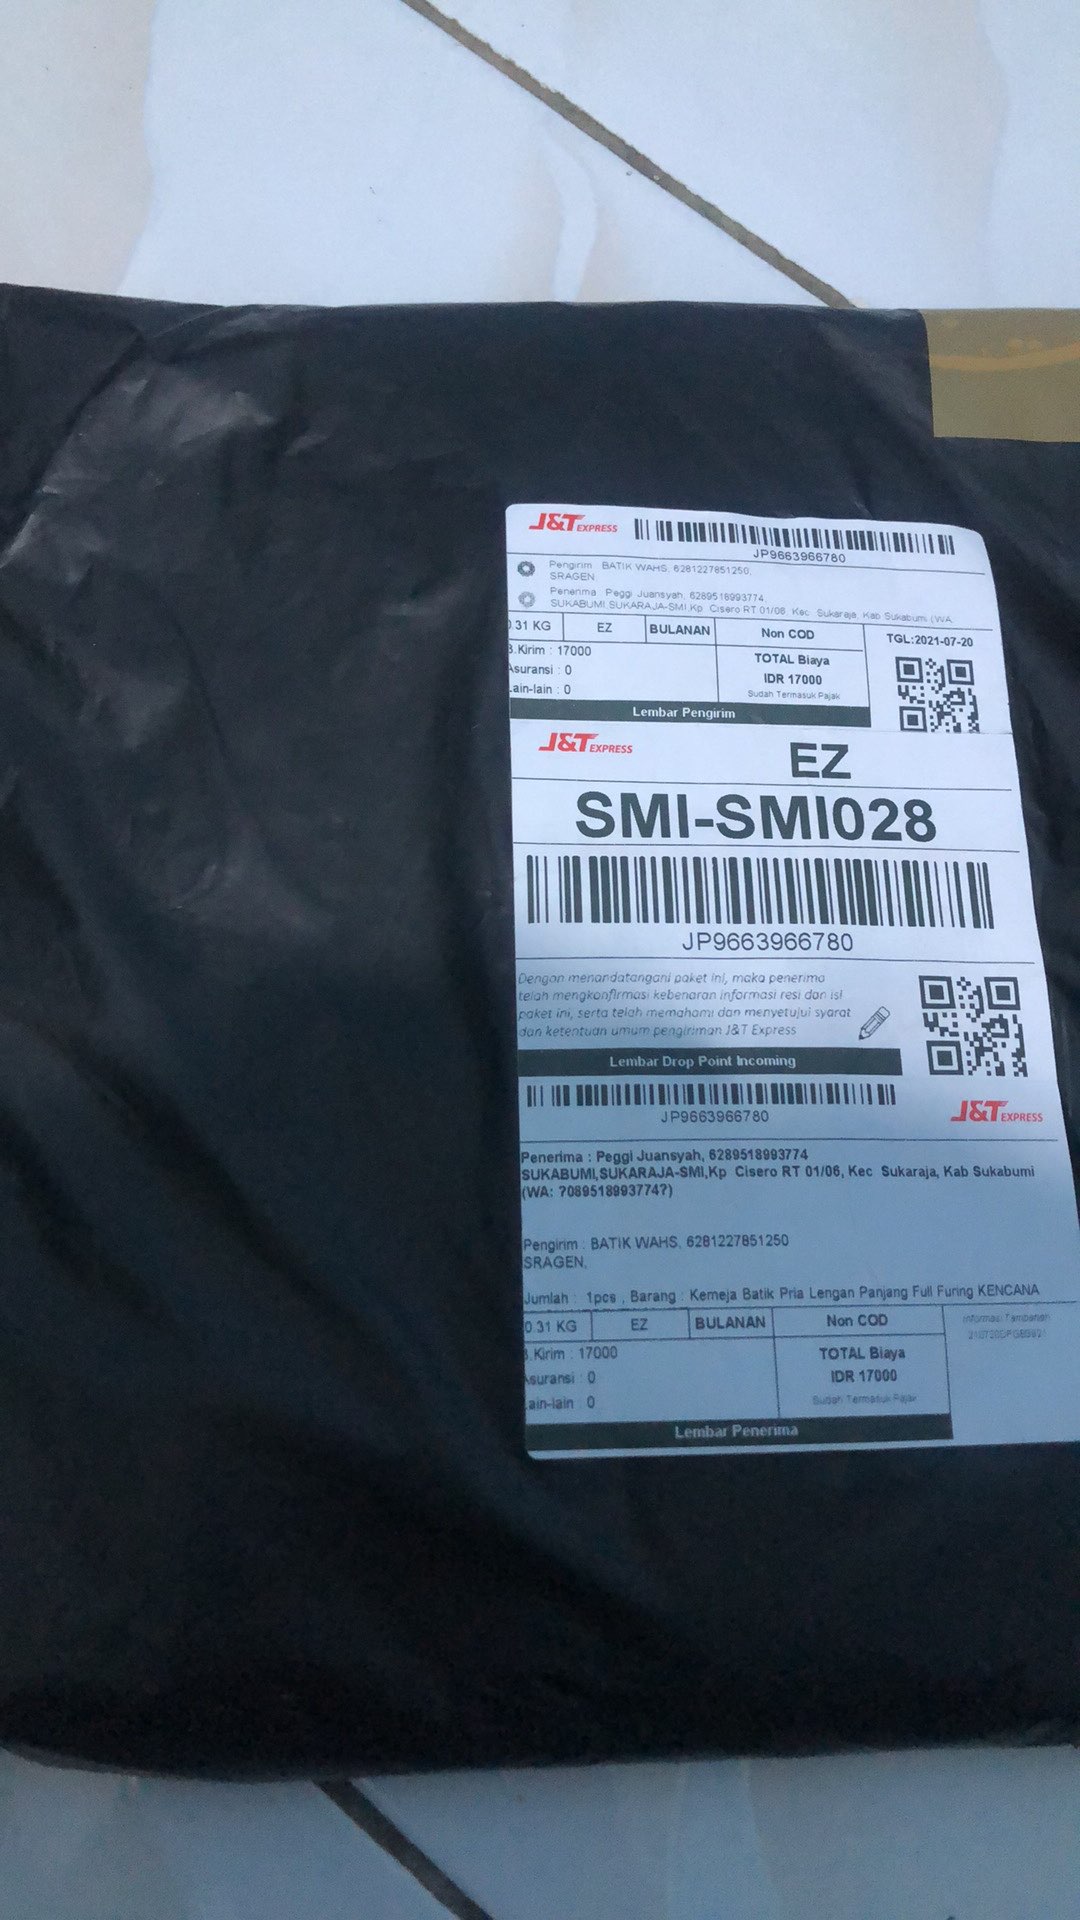 J&T EXPRESS
JP9663966780
Pengirim BATIK WAHS, 6281227851250,
SRAGEN
Penerima Peggi Juansyah, 6289518993774,
SUKABUMI,SUKARAJA-SMI,Kp Cisero RT 01/06, Kec Sukaraja, Kab Sukabumi (WA
0.31 KG EZ BULANAN Non COD TGL:2021-07-20
B.Kirim : 17000
Asuransi : 0
Lain-lain : 0
TOTAL Biaya
IDR 17000
Sudah Termasuk Pajak
Lembar Pengirim
J&T EXPRESS EZ
SMI-SMI028
JP9663966780
Dengan menandatangani paket ini, maka penerima
telah mengkonfirmasi kebenaran informasi resi dan isi
paket ini, serta telah memahami dan menyetujui syarat
dan ketentuan umum pengiriman J&T Express
Lembar Drop Point Incoming
JP9663966780
J&T EXPRESS
Penerima : Peggi Juansyah, 6289518993774
SUKABUMI,SUKARAJA-SMI,Kp Cisero RT 01/06, Kec Sukaraja, Kab Sukabumi
(WA: ?089518993774?)
Pengirim : BATIK WAHS, 6281227851250
SRAGEN,
Jumlah : 1pcs , Barang : Kemeja Batik Pria Lengan Panjang Full Furing KENCANA
0.31 KG EZ BULANAN Non COD
Informasi Tambahan
B.Kirim : 17000
Asuransi : 0
Lain-lain : 0
TOTAL Biaya
IDR 17000
Sudah Termasuk Pajak
Lembar Penerima